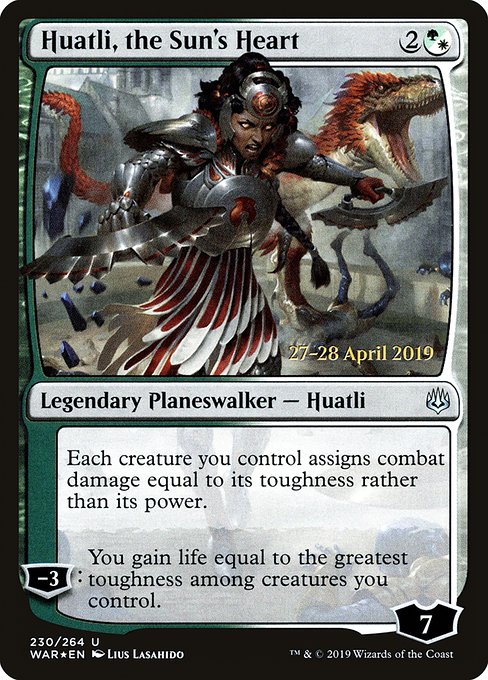 Huatli, the Sun's Heart 2
27–28 April 2019
Legendary Planeswalker — Huatli
Each creature you control assigns combat
damage equal to its toughness rather
than its power.
You gain life equal to the greatest
-3 : toughness among creatures you
control.
7
230/264 U
WAR★EN Lius Lasahido
™ & © 2019 Wizards of the Coast